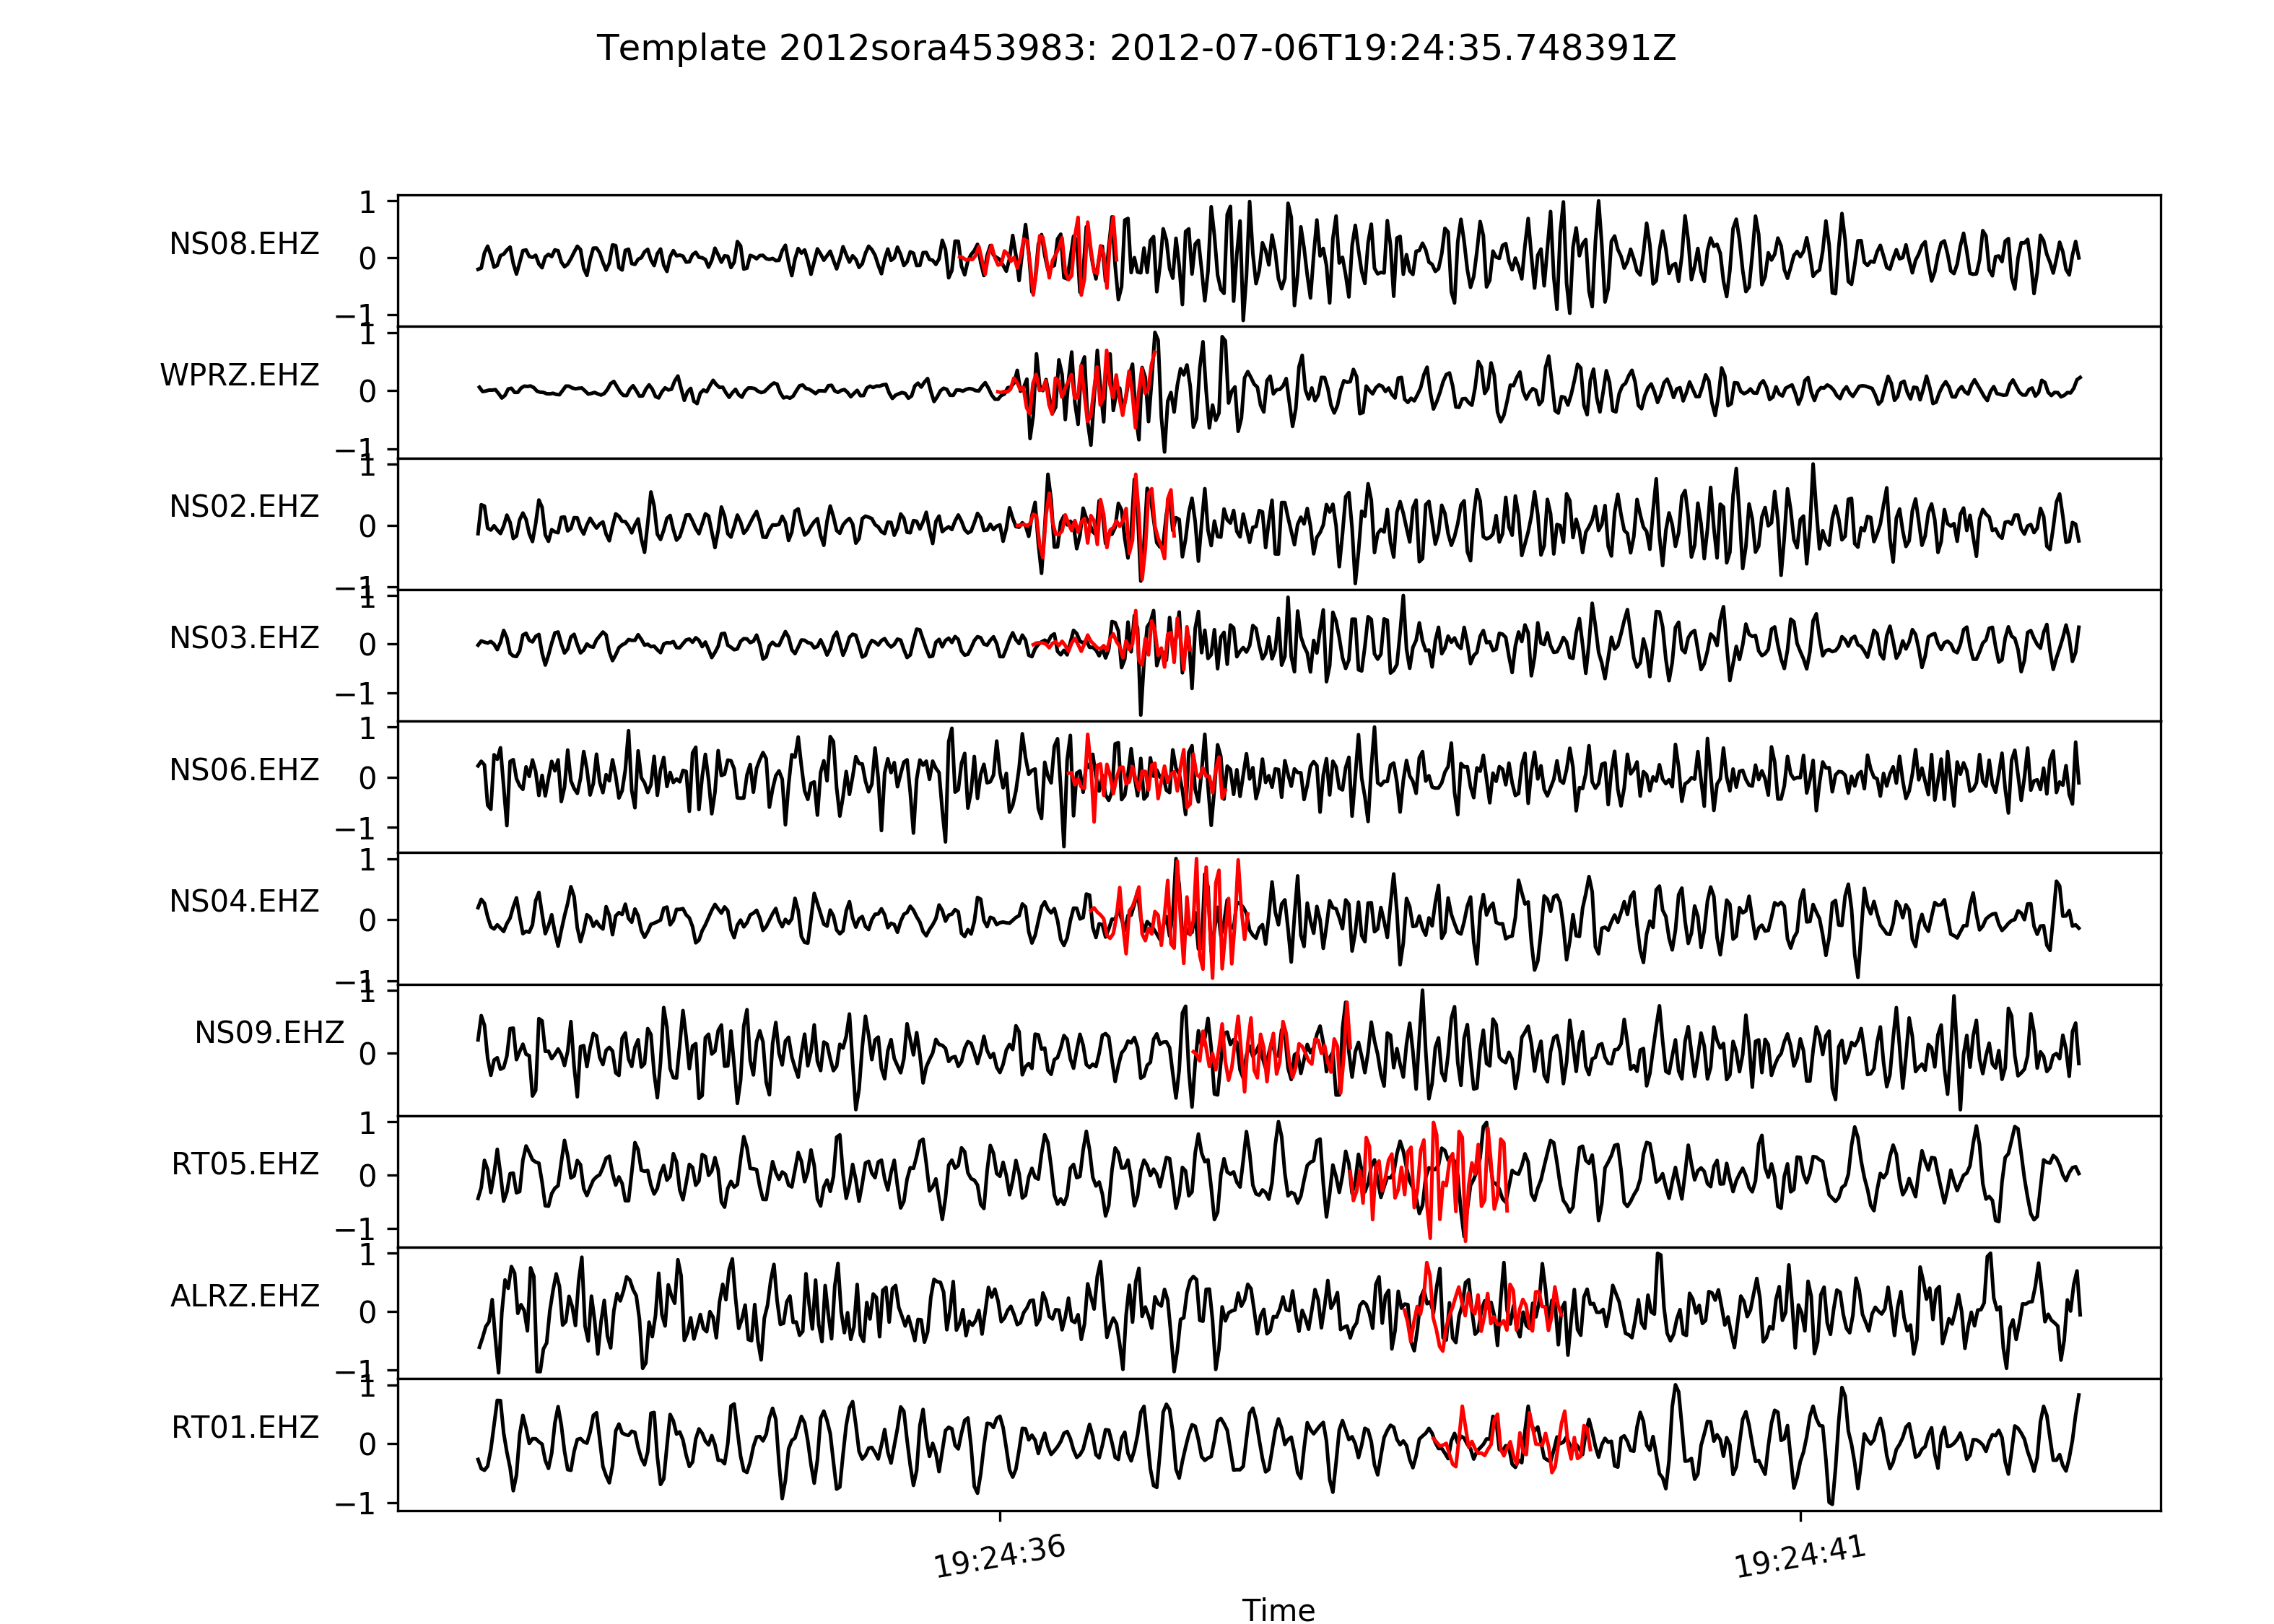 Template 2012sora453983: 2012-07-06T19:24:35.748391Z
NS08.EHZ
1
0
−1
WPRZ.EHZ
1
0
−1
NS02.EHZ
1
0
−1
NS03.EHZ
1
0
−1
NS06.EHZ
1
0
−1
NS04.EHZ
1
0
−1
NS09.EHZ
1
0
RT05.EHZ
1
0
−1
ALRZ.EHZ
1
0
−1
RT01.EHZ
1
0
−1
19:24:36
19:24:41
Time